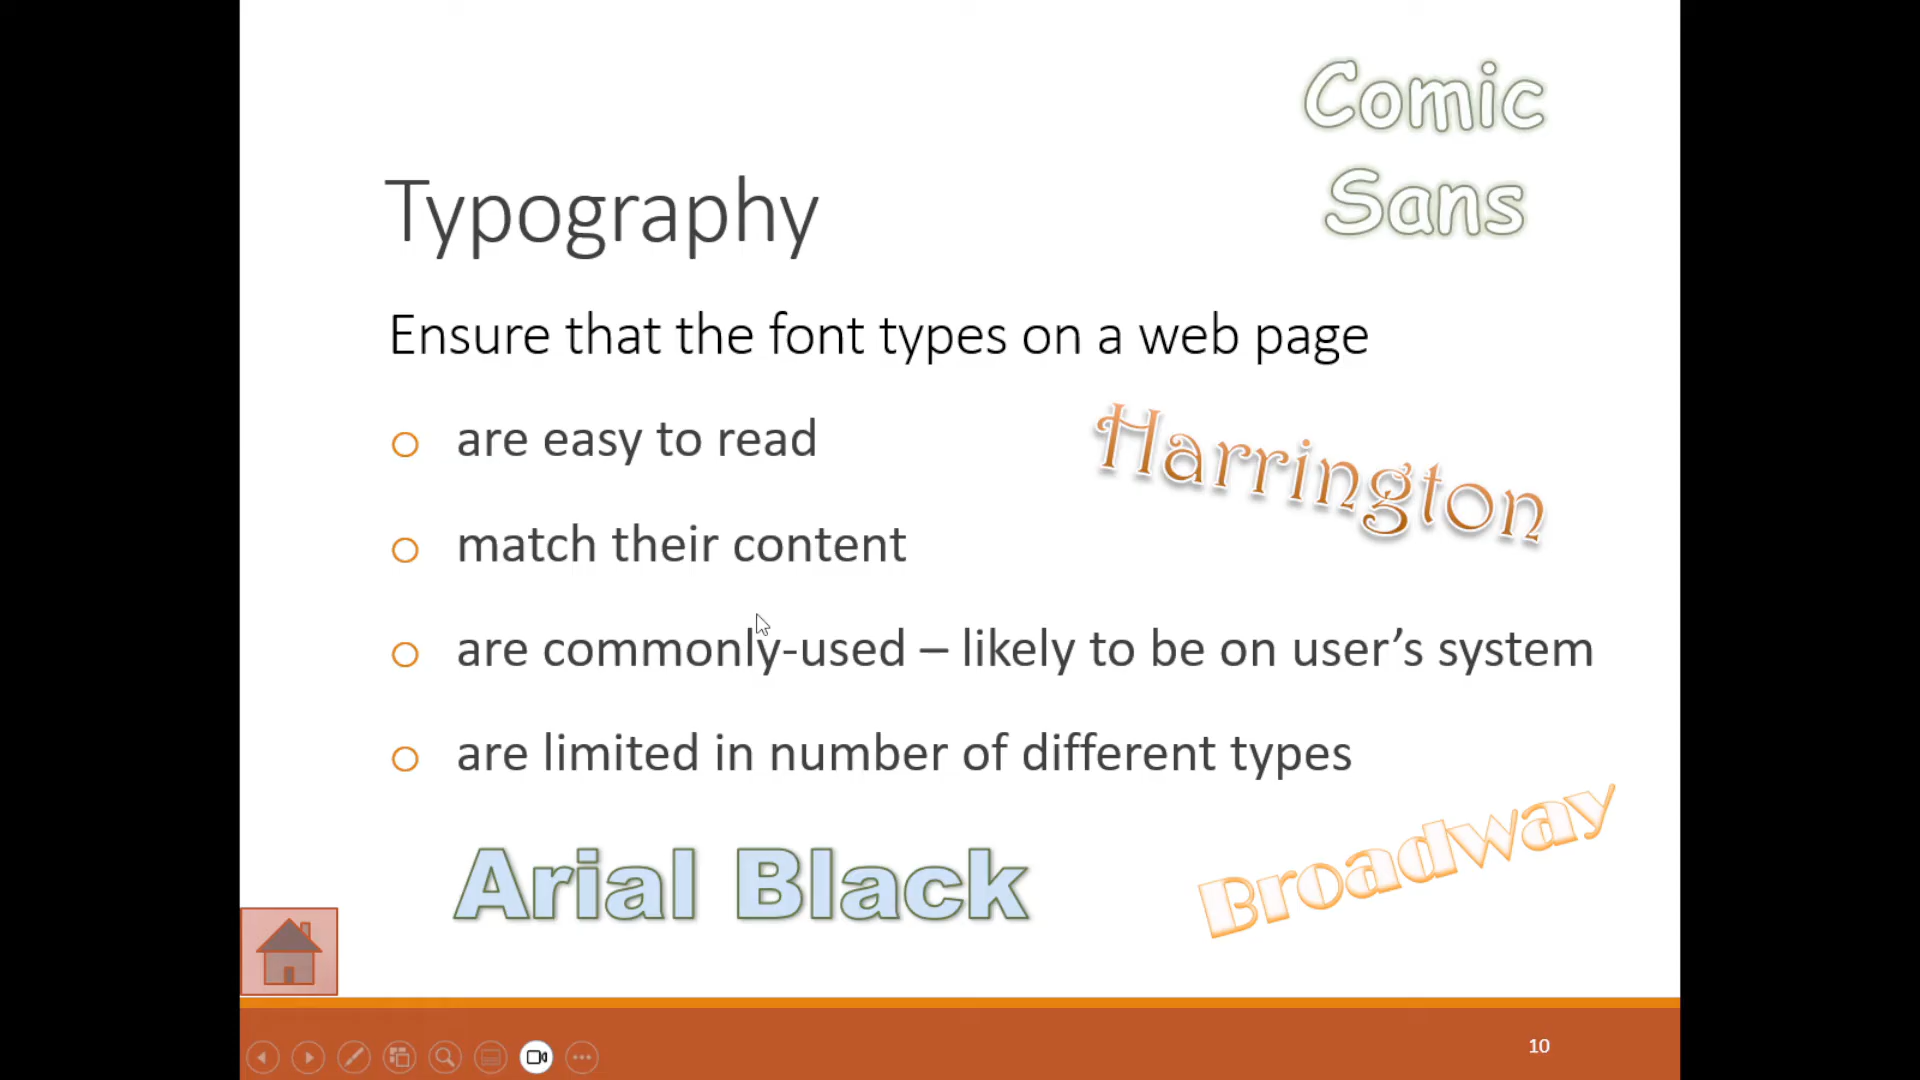 Comic
Sans
Typography
Ensure that the font types on a web page
are easy to read
Harrington
match their content
are commonly-used – likely to be on user’s system
are limited in number of different types
Broadway
Arial Black
10